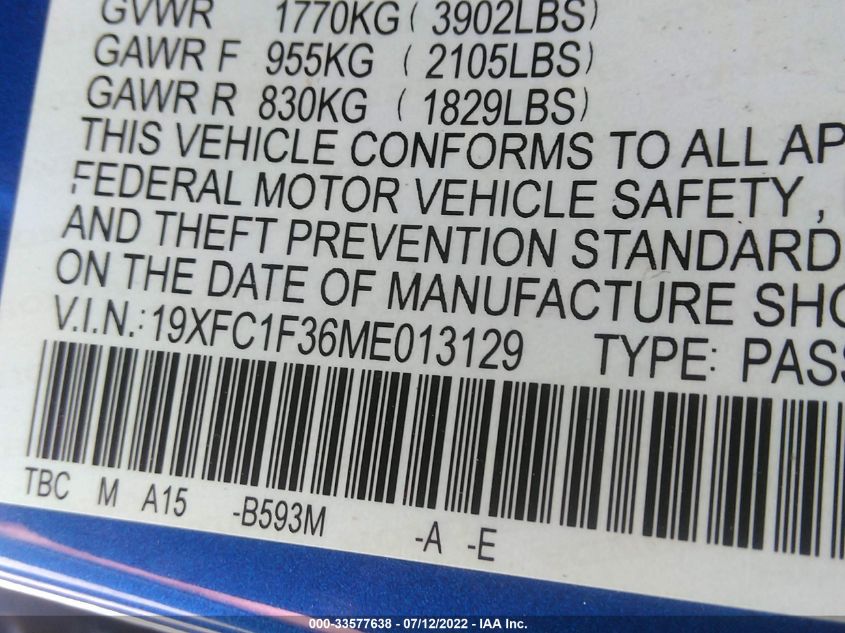 GVWR 1770KG ( 3902LBS)
GAWR F 955KG ( 2105LBS)
GAWR R 830KG ( 1829LBS)
THIS VEHICLE CONFORMS TO ALL AP
FEDERAL MOTOR VEHICLE SAFETY ,
AND THEFT PREVENTION STANDARD
ON THE DATE OF MANUFACTURE SHO
V.I.N.: 19XFC1F36ME013129 TYPE: PASS
TBC M A15 -B593M -A -E
000-33577638 - 07/12/2022 - IAA Inc.